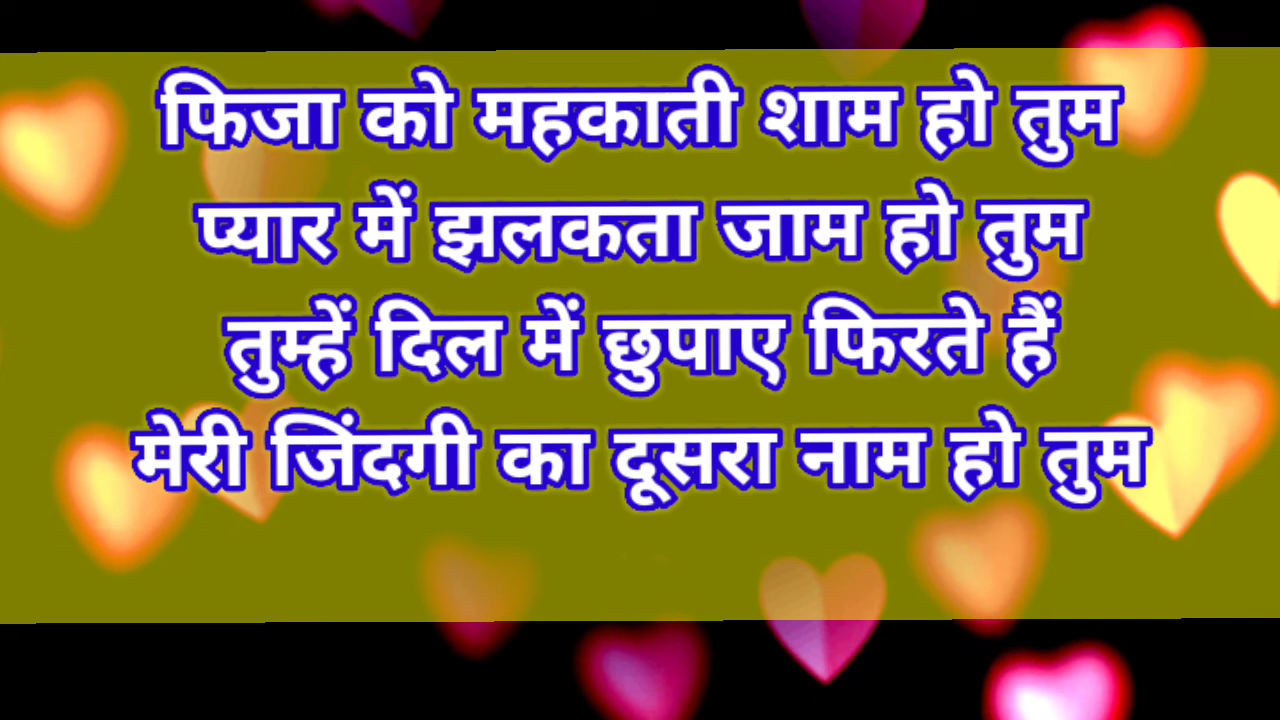 फिजा को महकाती शाम हो तुम
प्यार में झलकता जाम हो तुम
तुम्हें दिल में छुपाए फिरते हैं
मेरी जिंदगी का दूसरा नाम हो तुम